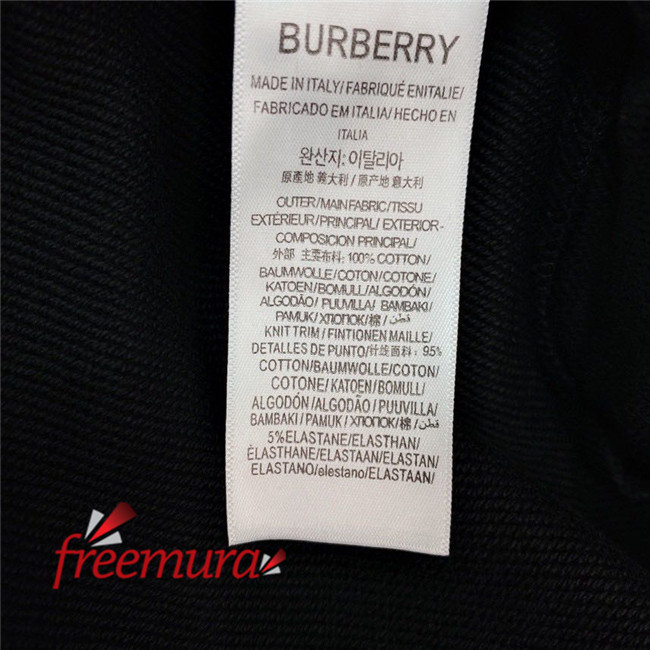 BURBERRY
MADE IN ITALY/FABRIQUÉ ENITALIE/
FABRICADO EM ITALIA/HECHO EN
ITALIA
완산지: 이탈리아
原產地 義大利/原产地 意大利
OUTER/MAIN FABRIC/TISSU
EXTÉRIEUR/PRINCIPAL/EXTERIOR-
COMPOSICION PRINCIPAL/
外部 主要布料: 100% COTTON/
BAUMWOLLE/COTON/COTONE/
KATOEN/BOMULL/ALGODÓN/
ALGODÃO/PUUVILLA/ BAMBAKI/
PAMUK/ХΠΟΠΟΚ/棉/قطن/
KNIT TRIM/FINTIONEN MAILLE/
DETALLES DE PUNTO/针线面料: 95%
COTTON/BAUMWOLLE/COTON/
COTONE/KATOEN/BOMULL/
ALGODÓN/ALGODÃO/PUUVILLA/
BAMBAKI/PAMUK/ХΠΟΠΟΚ/棉/قطن/
5%ELASTANE/ELASTHAN/
ÉLASTHANE/ELASTAAN/ELASTAN/
ELASTANO/elestano/ELASTAAN/
freemura